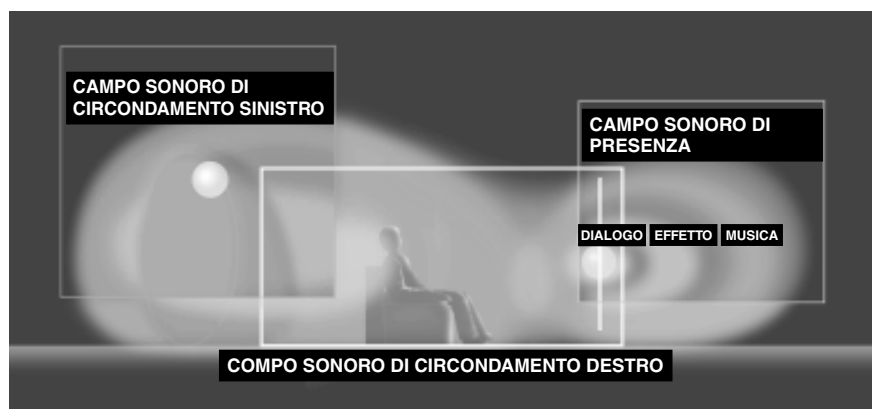 CAMPO SONORO DI
CIRCONDAMENTO SINISTRO
CAMPO SONORO DI
PRESENZA
DIALOGO EFFETTO MUSICA
COMPO SONORO DI CIRCONDAMENTO DESTRO